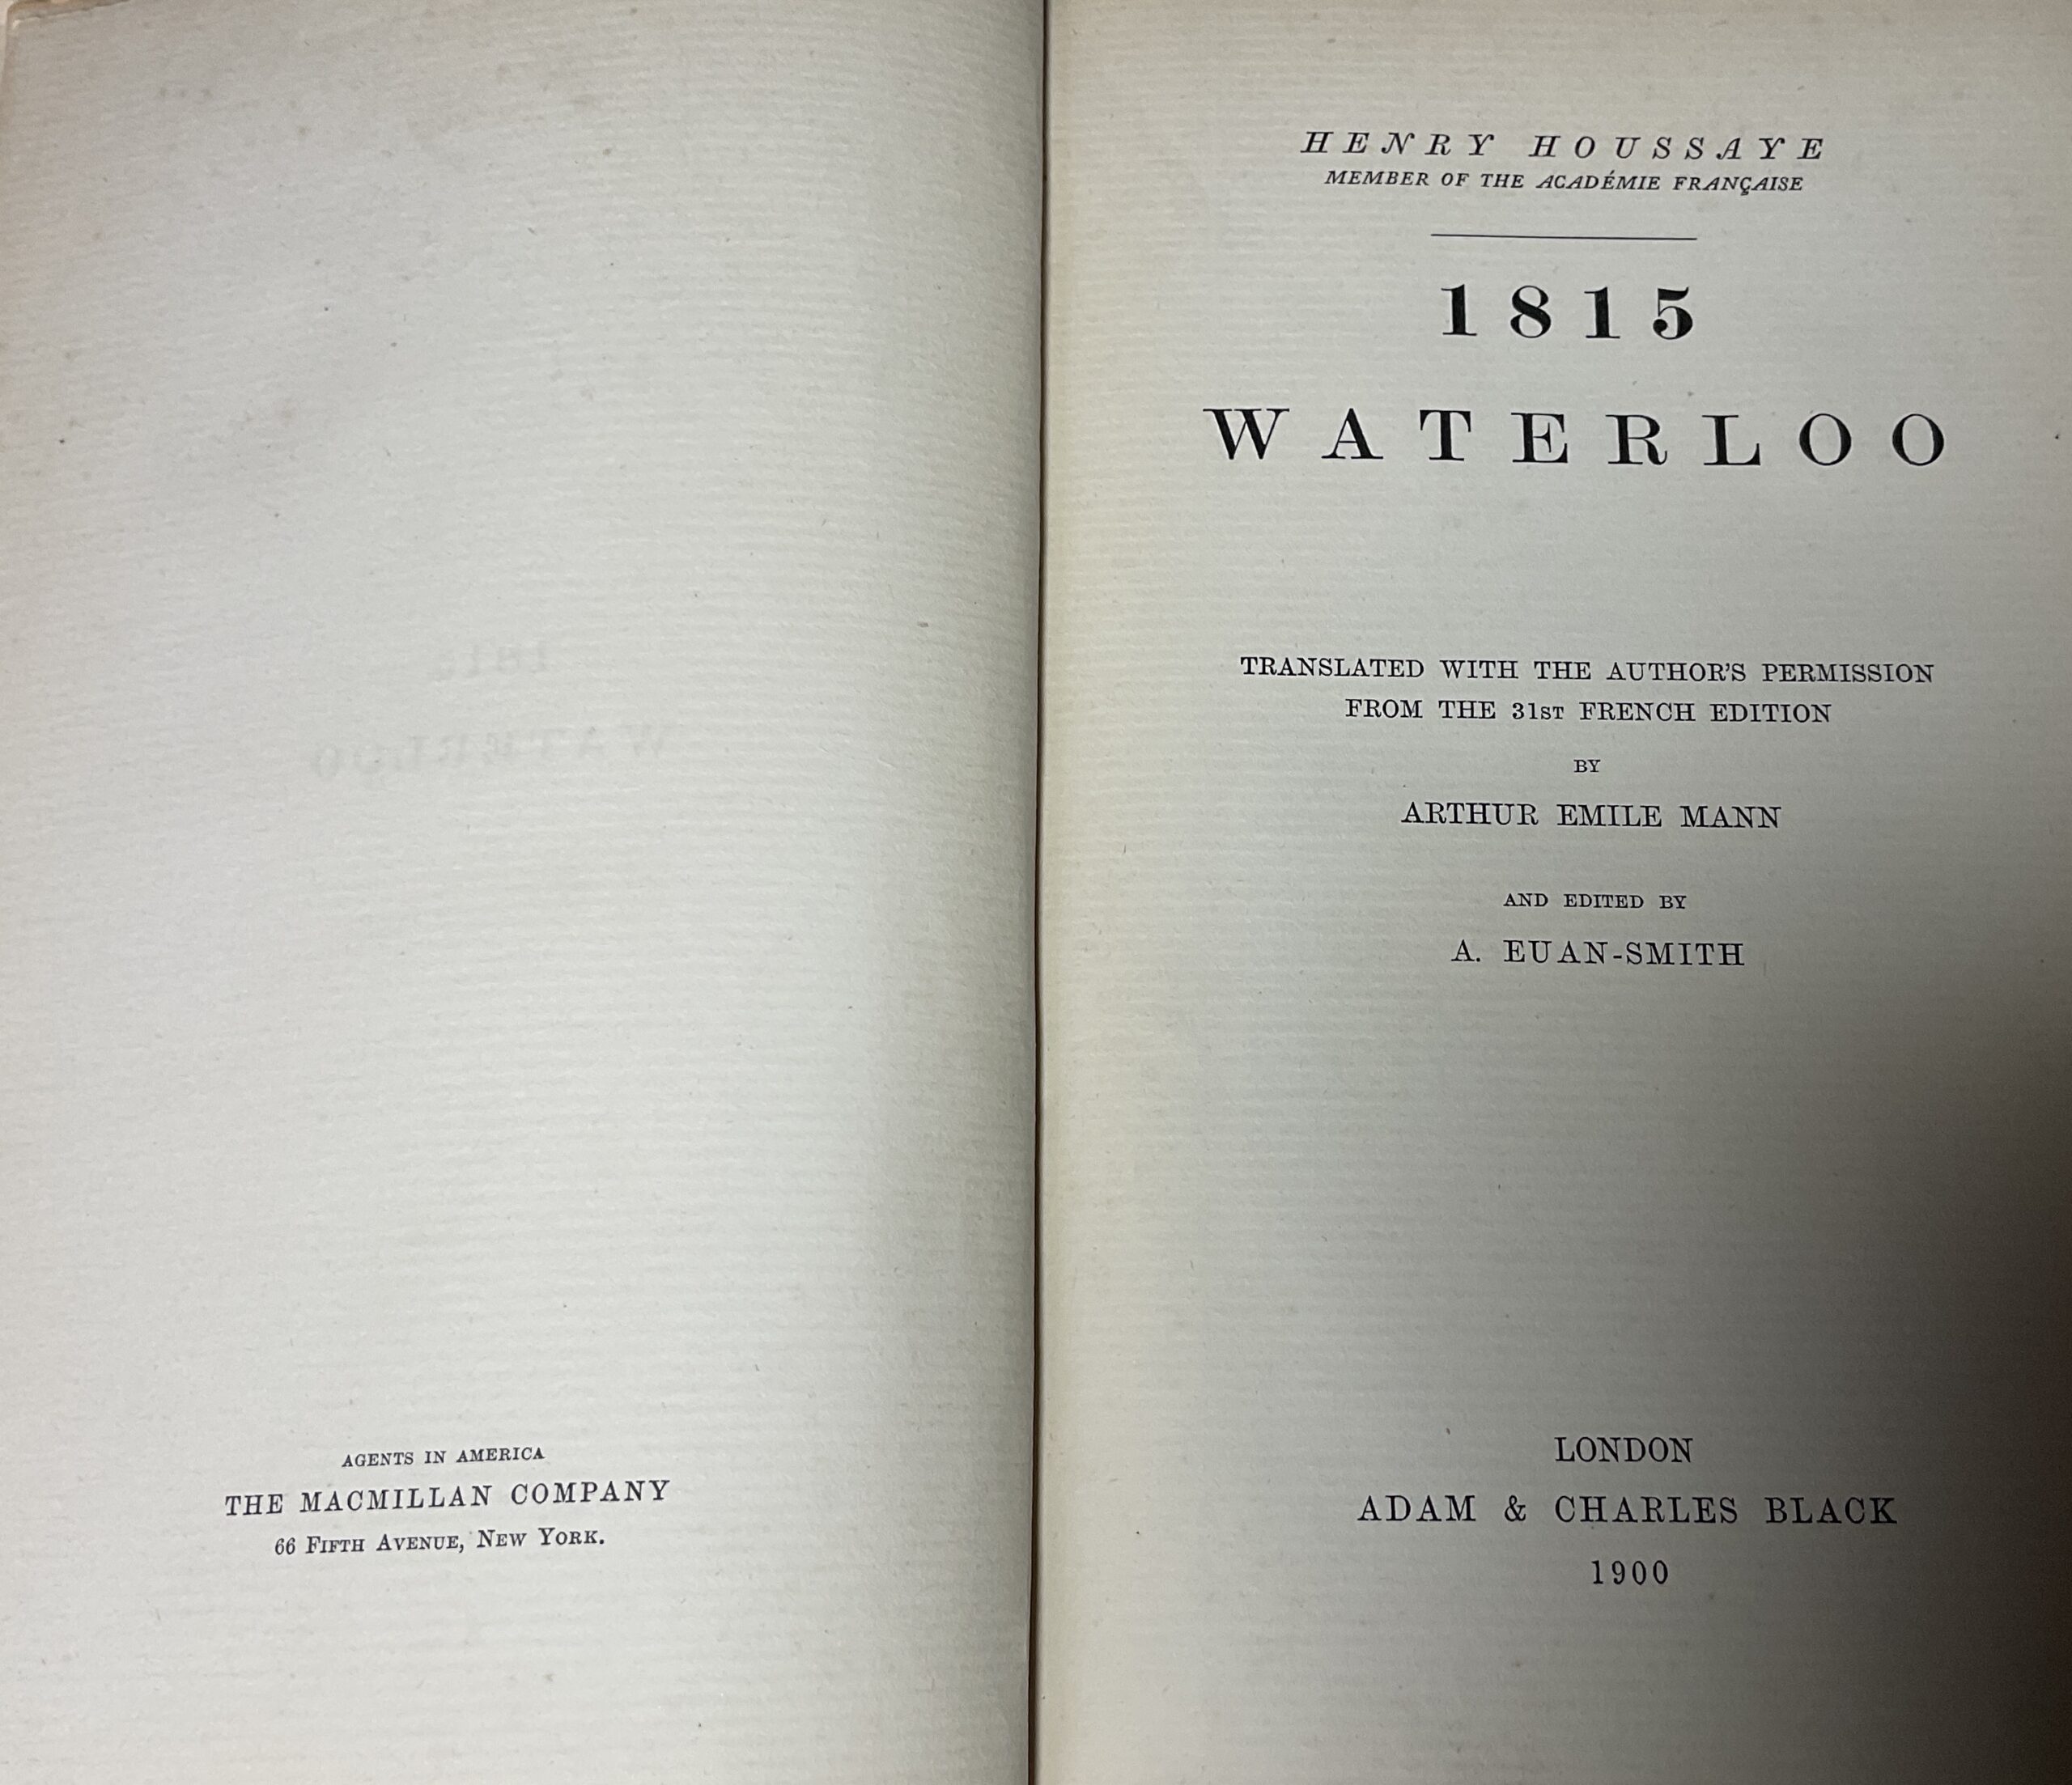 AGENTS IN AMERICA
THE MACMILLAN COMPANY
66 FIFTH AVENUE, NEW YORK.
HENRY HOUSSAYE
MEMBER OF THE ACADÉMIE FRANÇAISE
1815
WATERLOO
TRANSLATED WITH THE AUTHOR'S PERMISSION
FROM THE 31ST FRENCH EDITION
BY
ARTHUR EMILE MANN
AND EDITED BY
A. EUAN-SMITH
LONDON
ADAM & CHARLES BLACK
1900